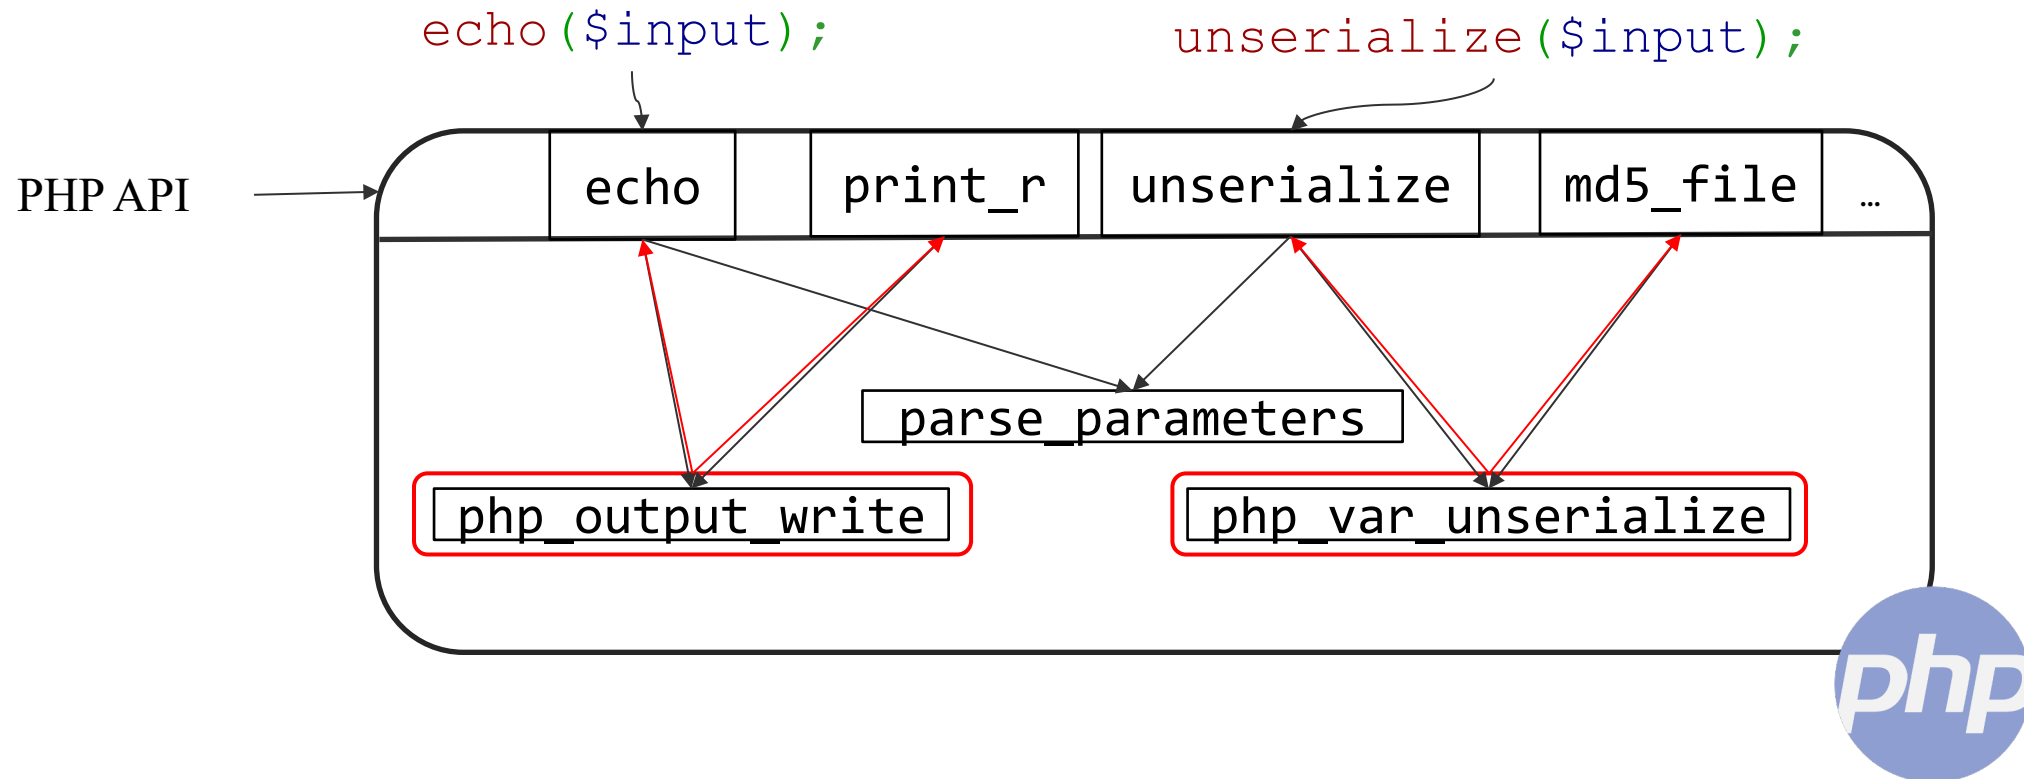 echo($input);
unserialize($input);
PHP API
echo
print_r
unserialize
md5_file
…
parse_parameters
php_output_write
php_var_unserialize
php